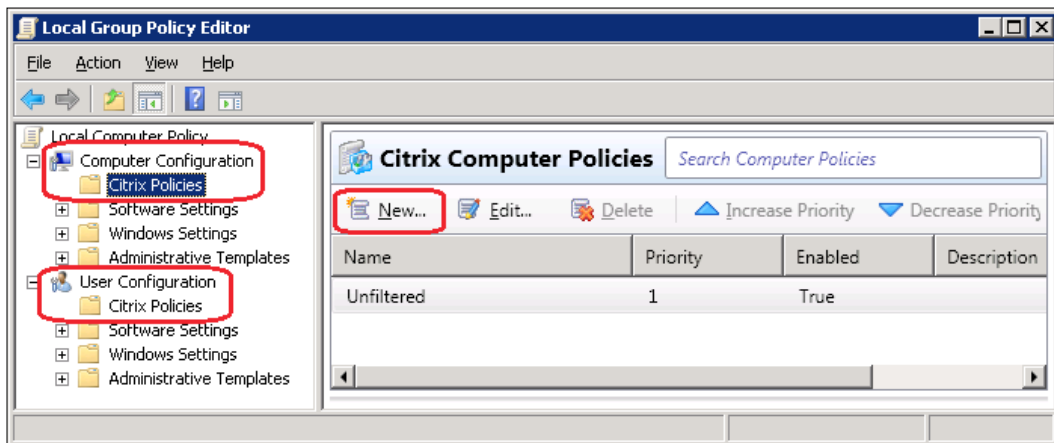 Local Group Policy Editor
File Action View Help
Local Computer Policy
Computer Configuration
Citrix Policies
Software Settings
Windows Settings
Administrative Templates
User Configuration
Citrix Policies
Software Settings
Windows Settings
Administrative Templates
Citrix Computer Policies Search Computer Policies
New... Edit... Delete Increase Priority Decrease Priority
Name Priority Enabled Description
Unfiltered 1 True